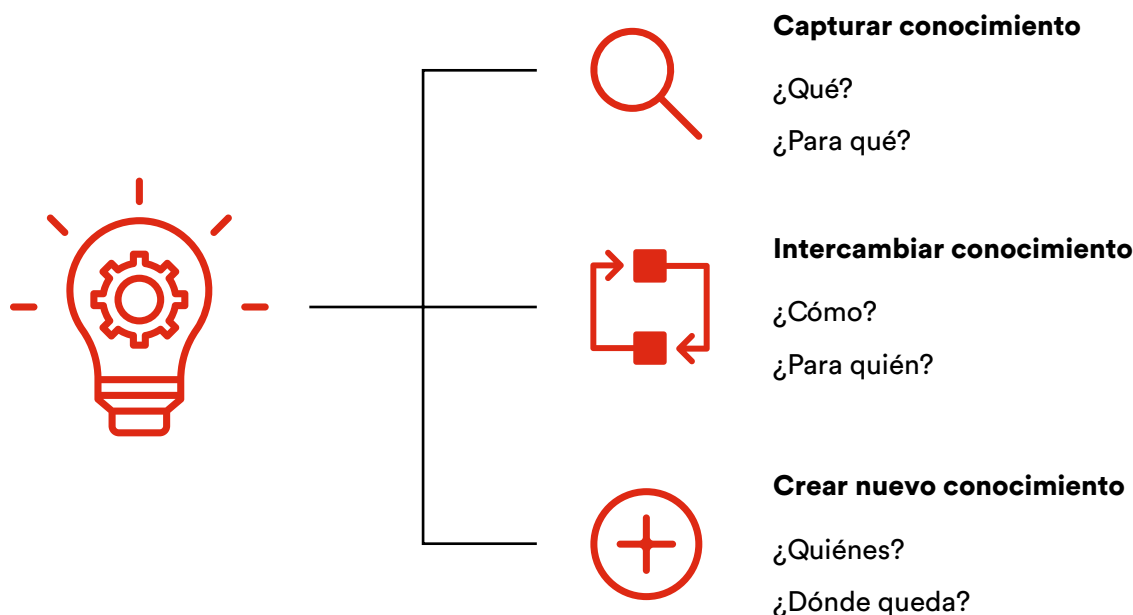 Capturar conocimiento
¿Qué?
¿Para qué?
Intercambiar conocimiento
¿Cómo?
¿Para quién?
Crear nuevo conocimiento
¿Quiénes?
¿Dónde queda?